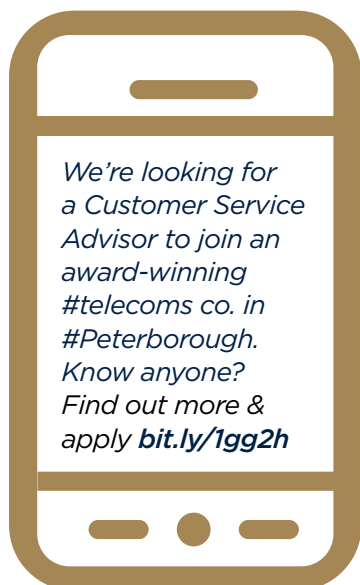 We’re looking for
a Customer Service
Advisor to join an
award-winning
#telecoms co. in
#Peterborough.
Know anyone?
Find out more &
apply bit.ly/1gg2h